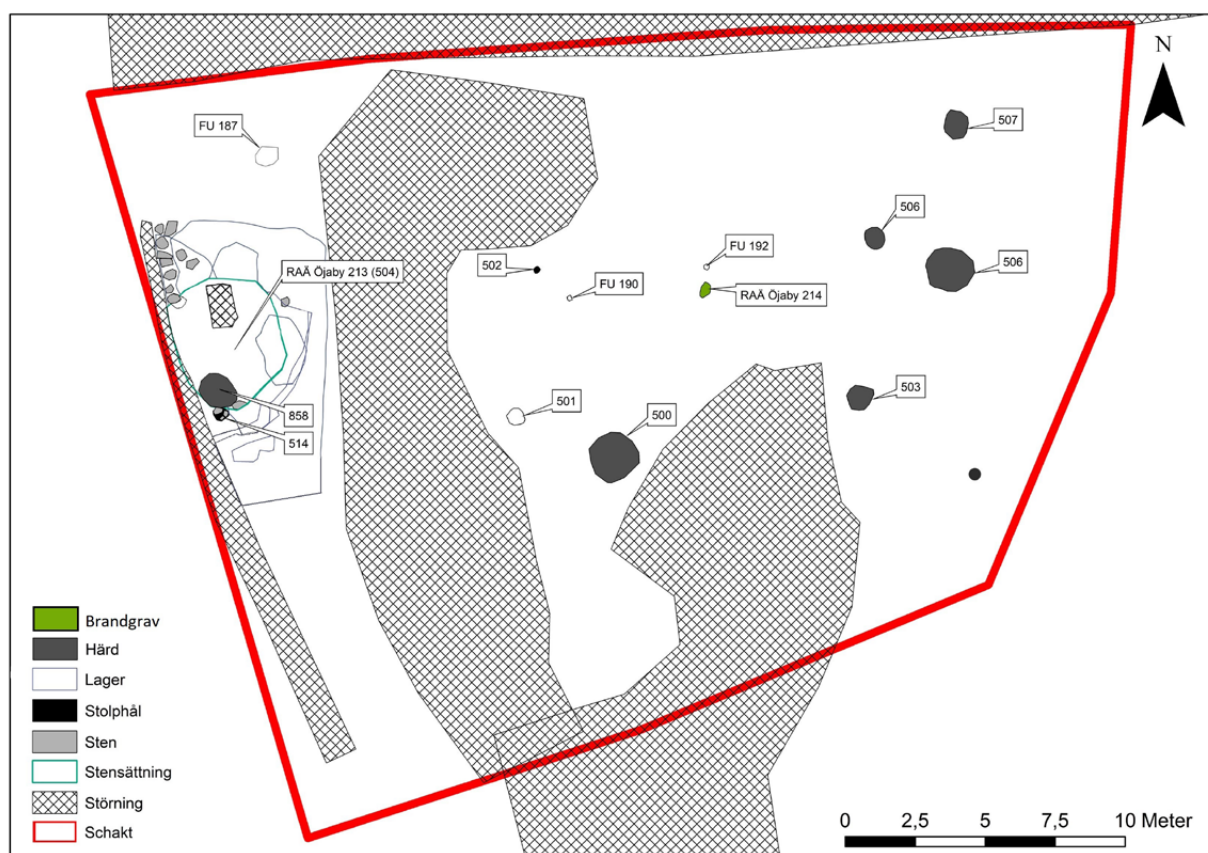 N
FU 187
507
506
FU 192
502
506
RAÄ Öjaby 213 (504)
FU 190
RAÄ Öjaby 214
501
503
500
858
514
Brandgrav
Härd
Lager
Stolphål
Sten
Stensättning
Störning
Schakt
0 2,5 5 7,5 10 Meter